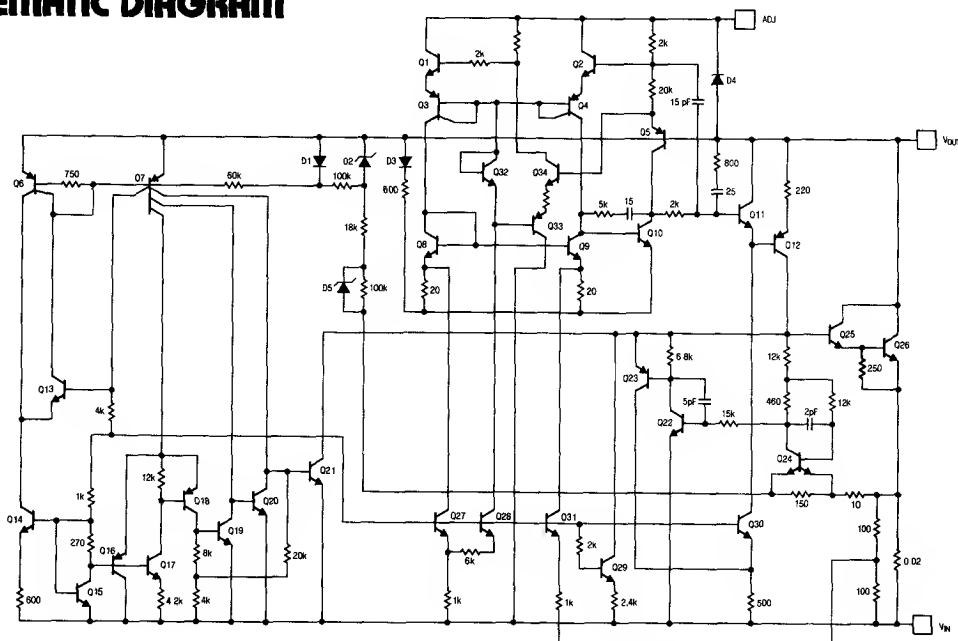 SCHEMATIC DIAGRAM
ADJ
Q1
2k
Q2
2k
D4
Q3
Q4
20k
15 pF
Q5
VOUT
Q6
750
Q7
D1
D2
D3
Q32
Q34
800
25
220
60k
100k
600
Q33
5k
15
2k
Q11
Q12
18k
Q8
Q9
Q10
D5
100k
20
20
Q25
Q26
6 8k
12k
250
Q13
Q23
5pF
460
12k
4k
Q22
15k
2pF
Q21
Q24
12k
Q18
Q20
1k
Q27
Q28
Q31
Q30
150
10
Q14
Q19
270
Q16
Q17
8k
20k
6k
2k
Q29
100
Q15
600
4 2k
4k
1k
1k
2.4k
500
100
0 02
VIN